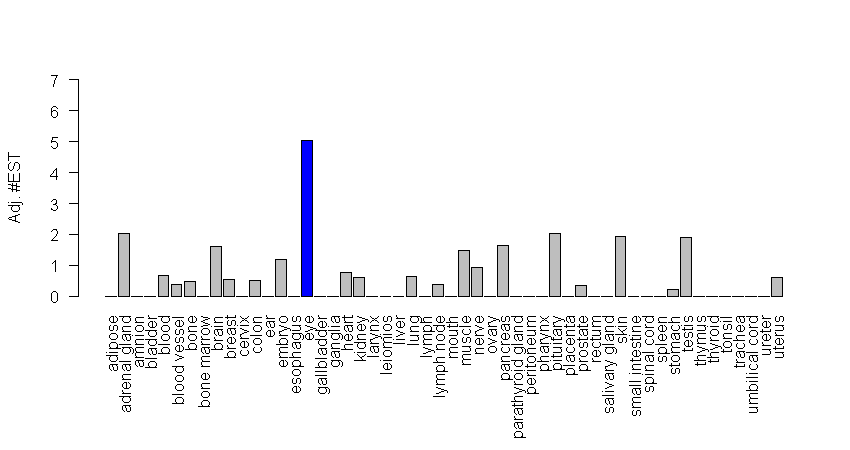 7
6
5
4
3
2
1
0
Adj. #EST
adipose
adrenal gland
amnion
bladder
blood
blood vessel
bone
bone marrow
brain
breast
cervix
colon
ear
embryo
esophagus
eye
gallbladder
ganglia
heart
kidney
larynx
leiomios
liver
lung
lymph
lymph node
mouth
muscle
nerve
ovary
pancreas
parathyroid gland
peritoneum
pharynx
pituitary
placenta
prostate
rectum
salivary gland
skin
small intestine
spinal cord
spleen
stomach
testis
thymus
thyroid
tonsil
trachea
umbilical cord
ureter
uterus